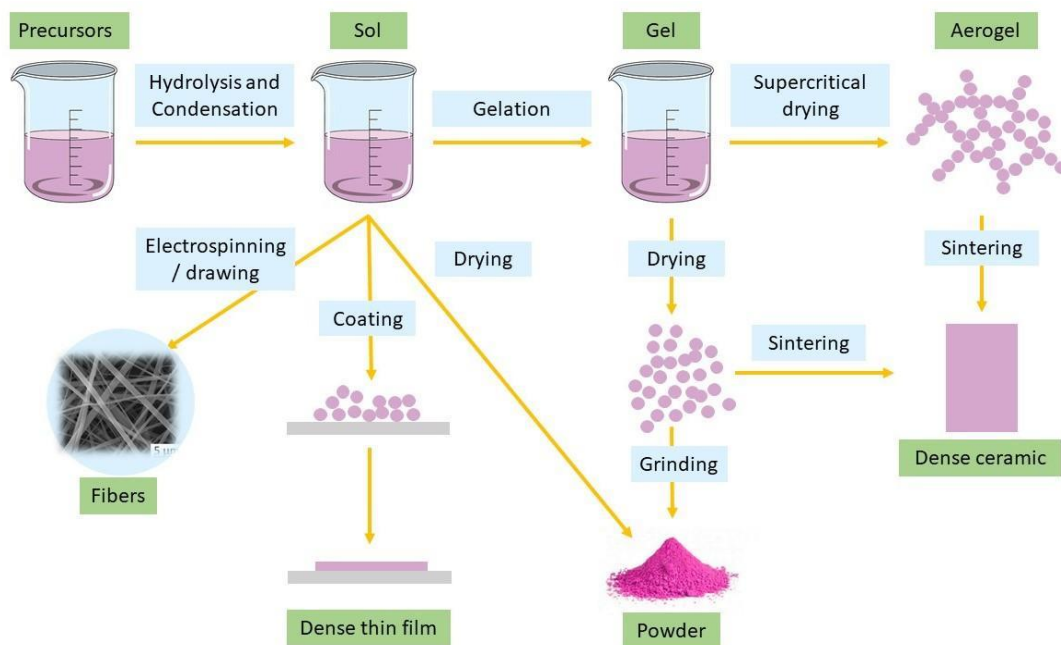 Precursors
Sol
Gel
Aerogel
Hydrolysis and
Condensation
Gelation
Supercritical
drying
Electrospinning
/ drawing
Drying
Drying
Sintering
Coating
Sintering
5 µm
Grinding
Dense ceramic
Fibers
Dense thin film
Powder